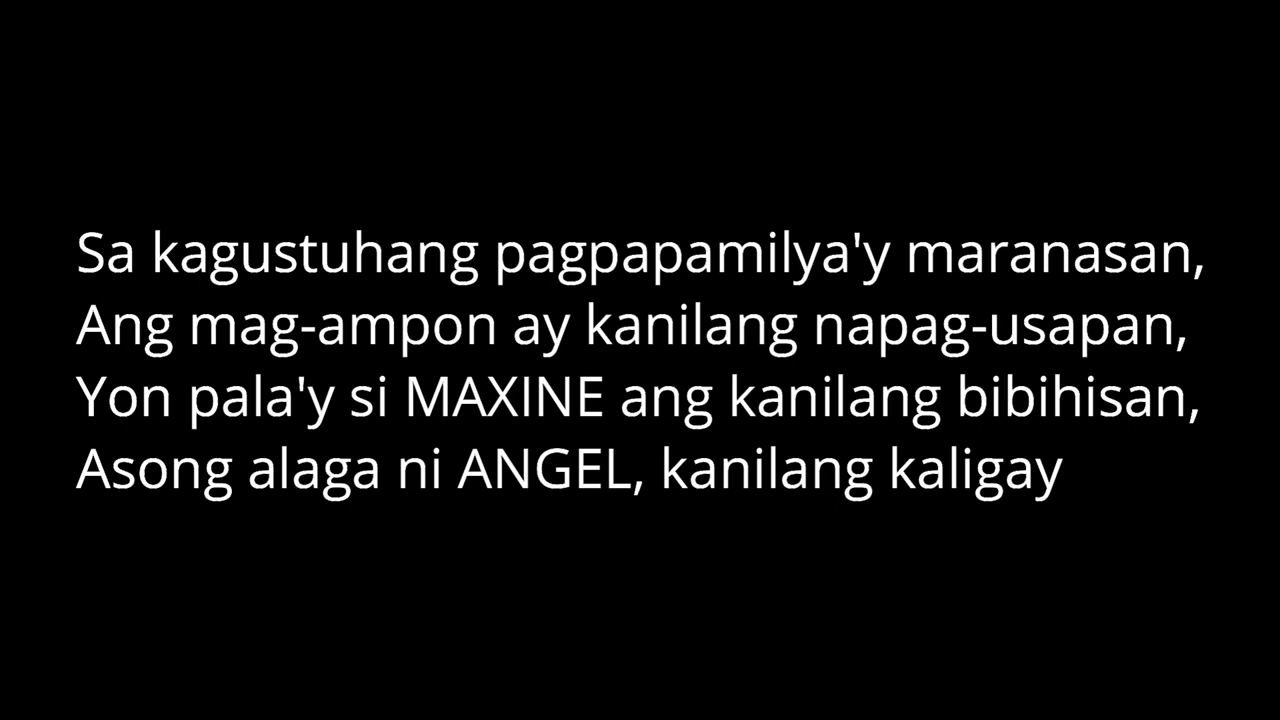 Sa kagustuhang pagpapamilya'y maranasan,
Ang mag-ampon ay kanilang napag-usapan,
Yon pala'y si MAXINE ang kanilang bibihisan,
Asong alaga ni ANGEL, kanilang kaligay